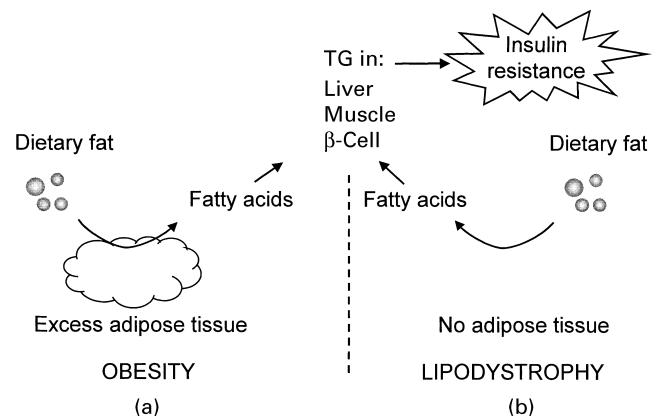 TG in:
Liver
Muscle
β-Cell
Insulin
resistance
Dietary fat
Fatty acids
Excess adipose tissue
OBESITY
(a)
Dietary fat
Fatty acids
No adipose tissue
LIPODYSTROPHY
(b)